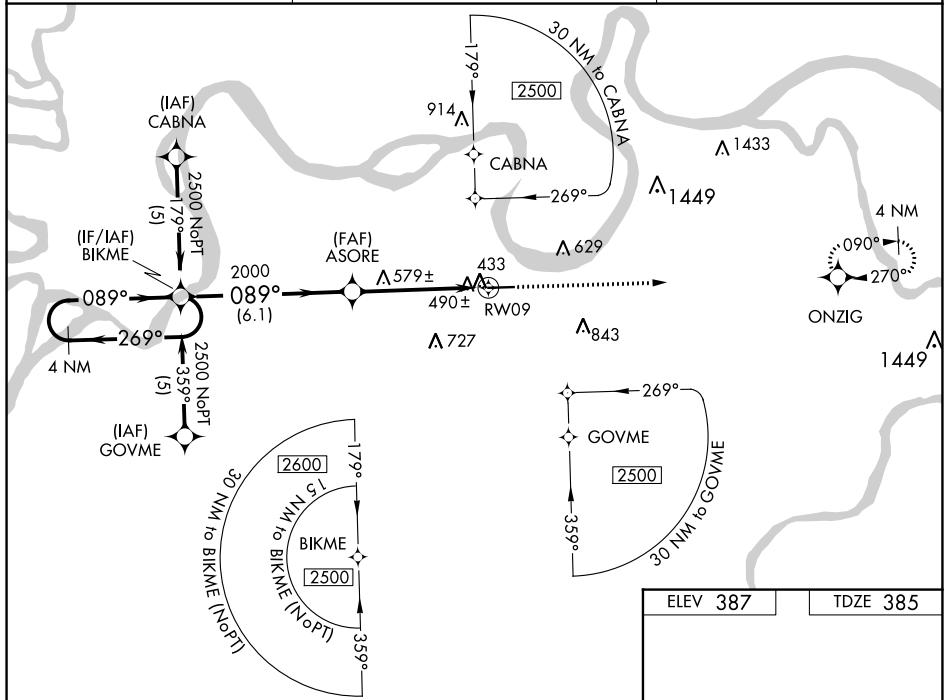 30 NM to CABNA
179°
2500
914
CABNA
269°
1433
1449
(IAF)
CABNA
2500 NoPT
179°
(5)
(IF/IAF)
BIKME
089°
269°
4 NM
2000
089°
(6.1)
(FAF)
ASORE
579±
433
490±
RW09
629
727
843
4 NM
090°
270°
ONZIG
1449
2500 NoPT
359°
(5)
(IAF)
GOVME
269°
GOVME
2500
359°
30 NM to GOVME
2600
179°
30 NM to BIKME (NoPT)
15 NM to BIKME (NoPT)
BIKME
2500
359°
ELEV 387
TDZE 385